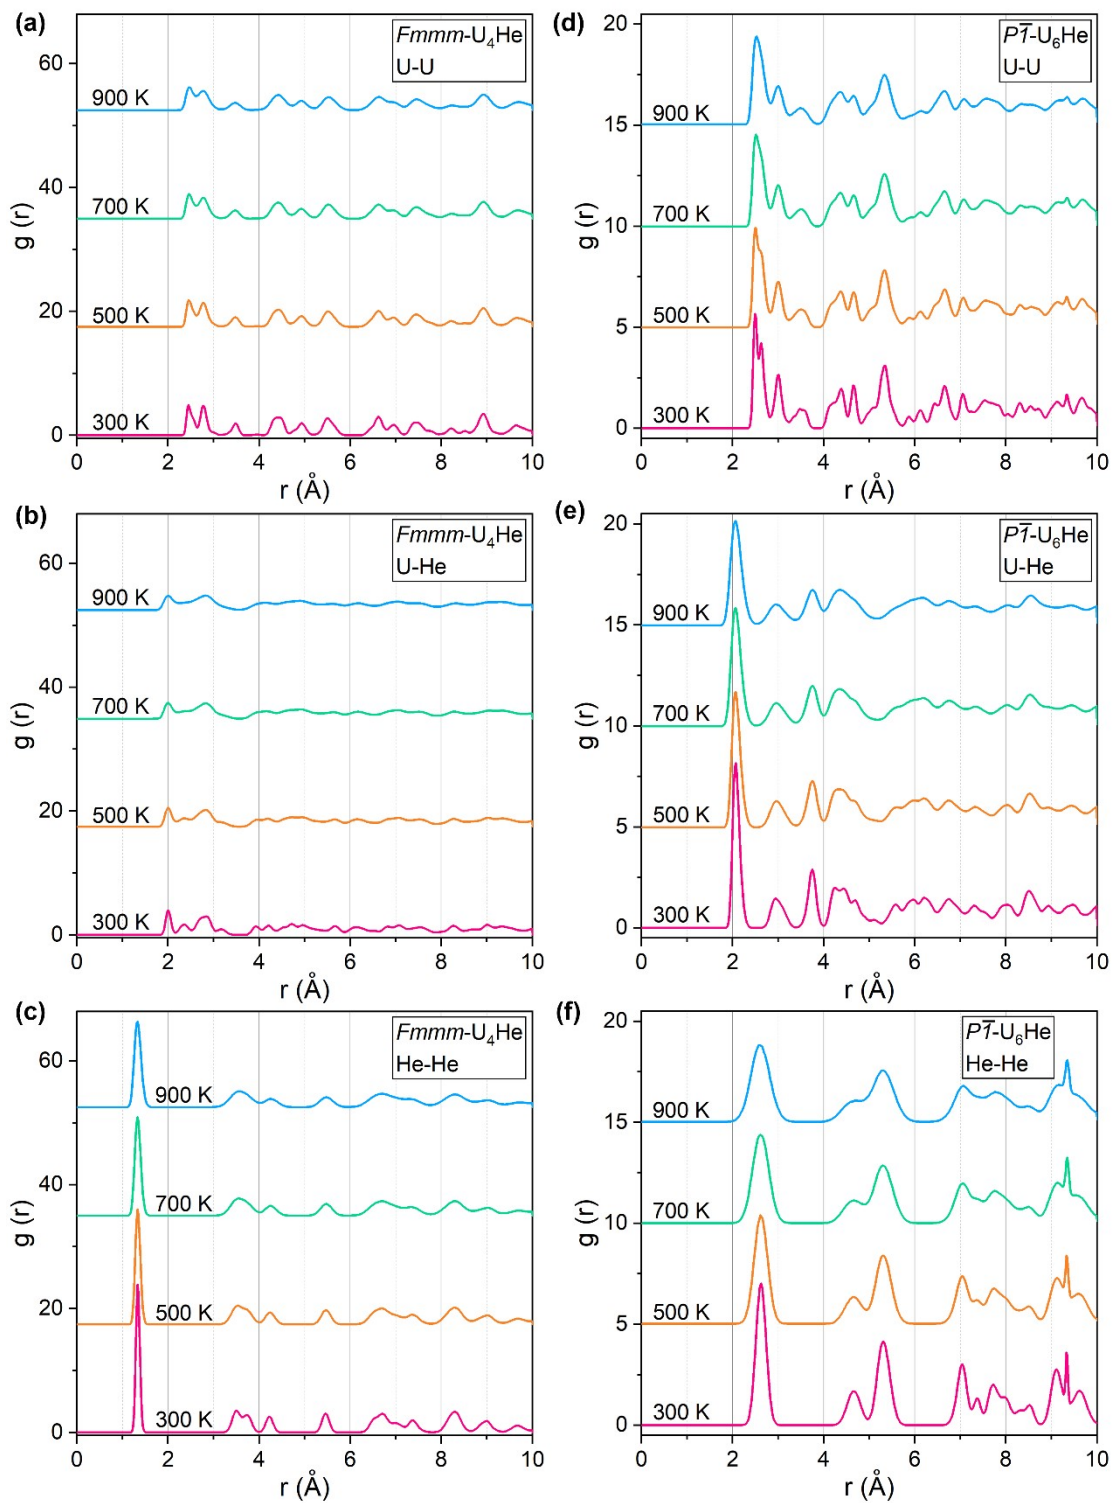 (a)
Fmmm-U₄He
U-U
60
40
20
0
g (r)
900 K
700 K
500 K
300 K
0 2 4 6 8 10
r (Å)
(d)
P1̅-U₆He
U-U
20
15
10
5
0
g (r)
900 K
700 K
500 K
300 K
0 2 4 6 8 10
r (Å)
(b)
Fmmm-U₄He
U-He
60
40
20
0
g (r)
900 K
700 K
500 K
300 K
0 2 4 6 8 10
r (Å)
(e)
P1̅-U₆He
U-He
20
15
10
5
0
g (r)
900 K
700 K
500 K
300 K
0 2 4 6 8 10
r (Å)
(c)
Fmmm-U₄He
He-He
60
40
20
0
g (r)
900 K
700 K
500 K
300 K
0 2 4 6 8 10
r (Å)
(f)
P1̅-U₆He
He-He
20
15
10
5
0
g (r)
900 K
700 K
500 K
300 K
0 2 4 6 8 10
r (Å)